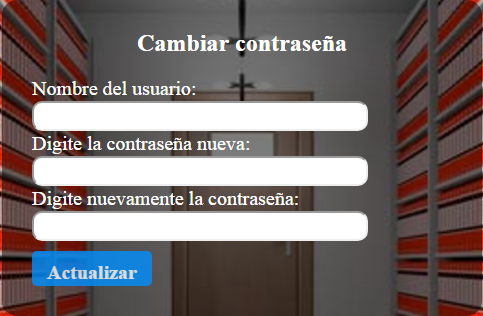 Cambiar contraseña
Nombre del usuario:
Digite la contraseña nueva:
Digite nuevamente la contraseña:
Actualizar